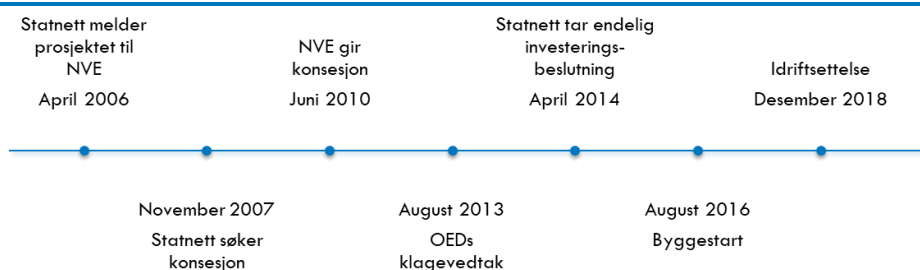 Statnett melder
prosjektet til
NVE
April 2006
NVE gir
konsesjon
Juni 2010
Statnett tar endelig
investerings-
beslutning
April 2014
Idriftsettelse
Desember 2018
November 2007
Statnett søker
konsesjon
August 2013
OEDs
klagevedtak
August 2016
Byggestart